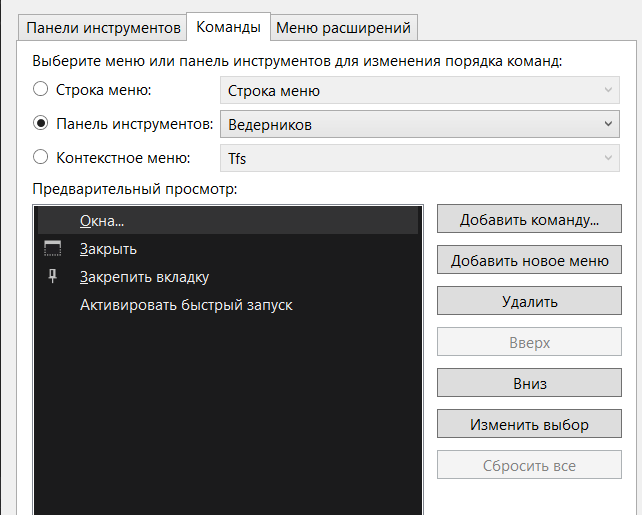 Панели инструментов Команды Меню расширений
Выберите меню или панель инструментов для изменения порядка команд:
Строка меню: Строка меню
Панель инструментов: Ведерников
Контекстное меню: Tfs
Предварительный просмотр:
Окна...
Закрыть
Закрепить вкладку
Активировать быстрый запуск
Добавить команду...
Добавить новое меню
Удалить
Вверх
Вниз
Изменить выбор
Сбросить все